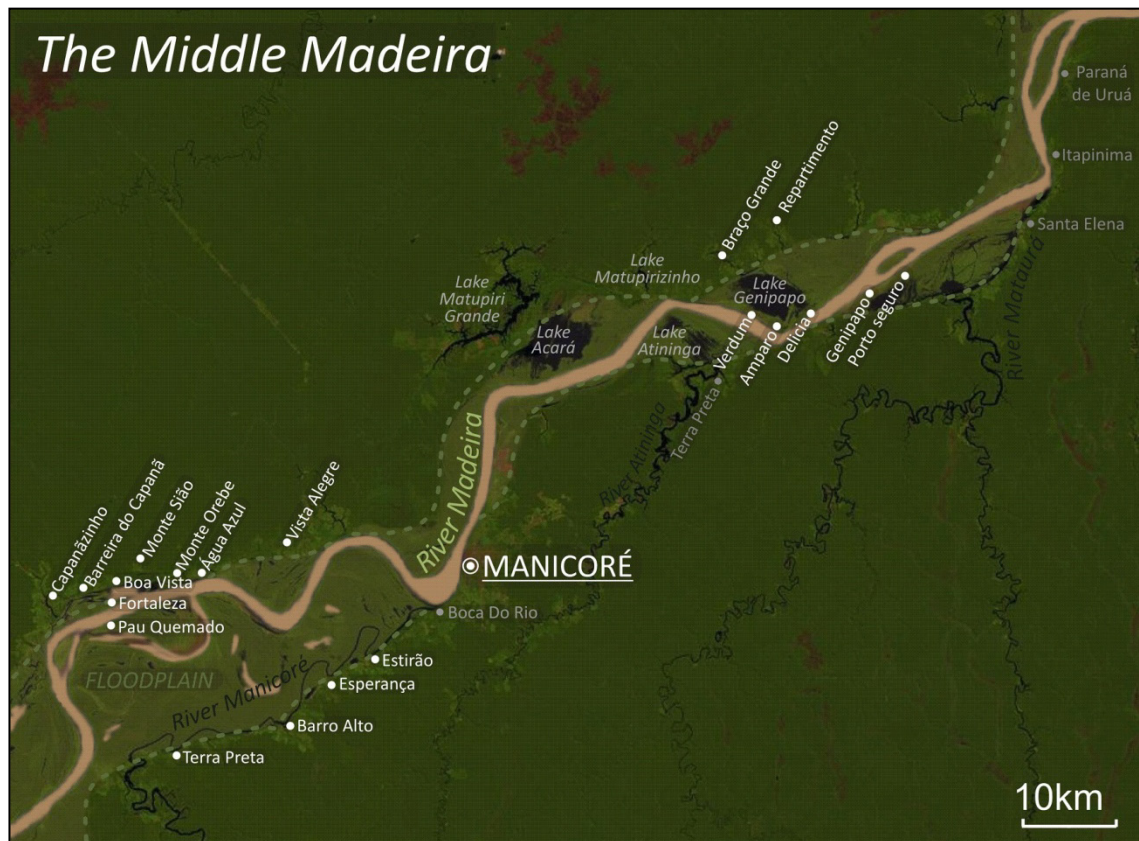 The Middle Madeira
Paraná
de Uruá
Itapinima
Santa Elena
River Mataurá
Repartimento
Braço Grande
Lake
Matupirizinho
Lake
Genipapo
Lake
Matupiri
Grande
Lake
Acará
Lake
Atininga
Verdum
Amparo
Delicia
Genipapo
Porto seguro
Terra Preta
River Atininga
River Madeira
MANICORÉ
Boca Do Rio
Vista Alegre
Capanãzinho
Barreira do Capanã
Monte Sião
Monte Orebe
Água Azul
Boa Vista
Fortaleza
Pau Quemado
FLOODPLAIN
River Manicoré
Estirão
Esperança
Barro Alto
Terra Preta
10km